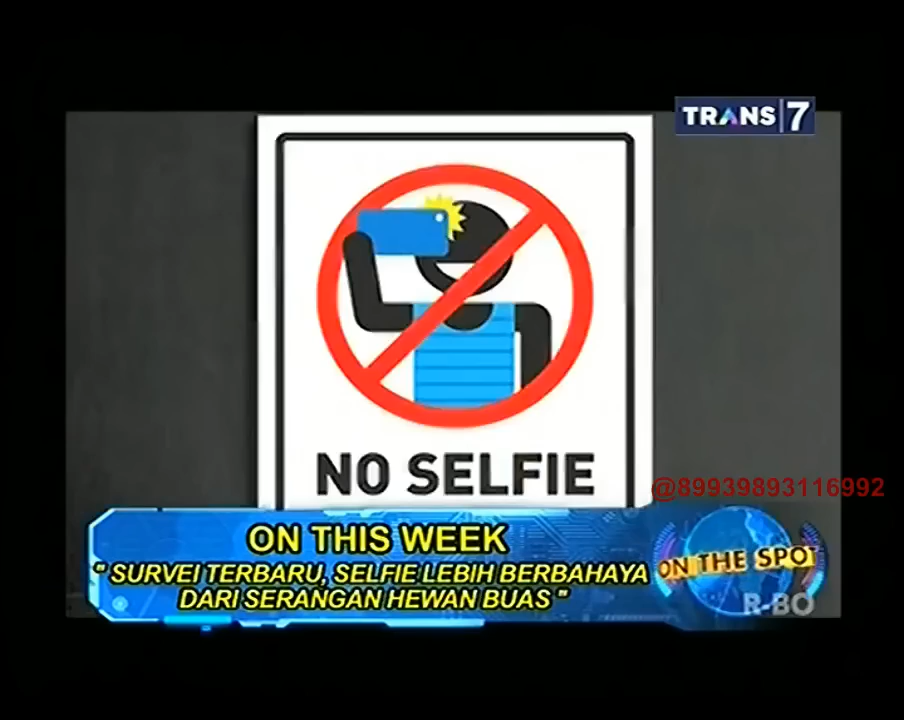 TRANS|7
NO SELFIE
@89939893116992
ON THIS WEEK
" SURVEI TERBARU, SELFIE LEBIH BERBAHAYA
DARI SERANGAN HEWAN BUAS "
ON THE SPOT
R-BO